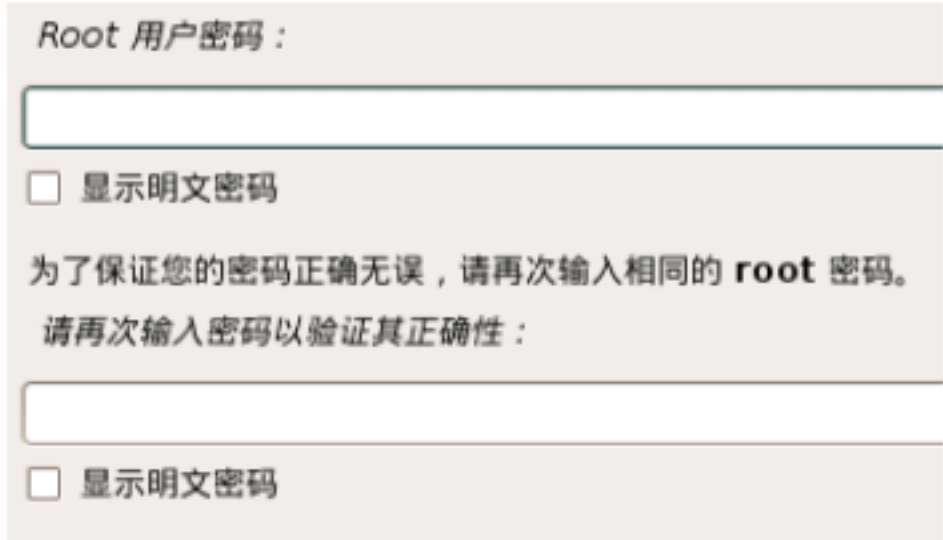 Root 用户密码：
显示明文密码
为了保证您的密码正确无误，请再次输入相同的 root 密码。
请再次输入密码以验证其正确性：
显示明文密码